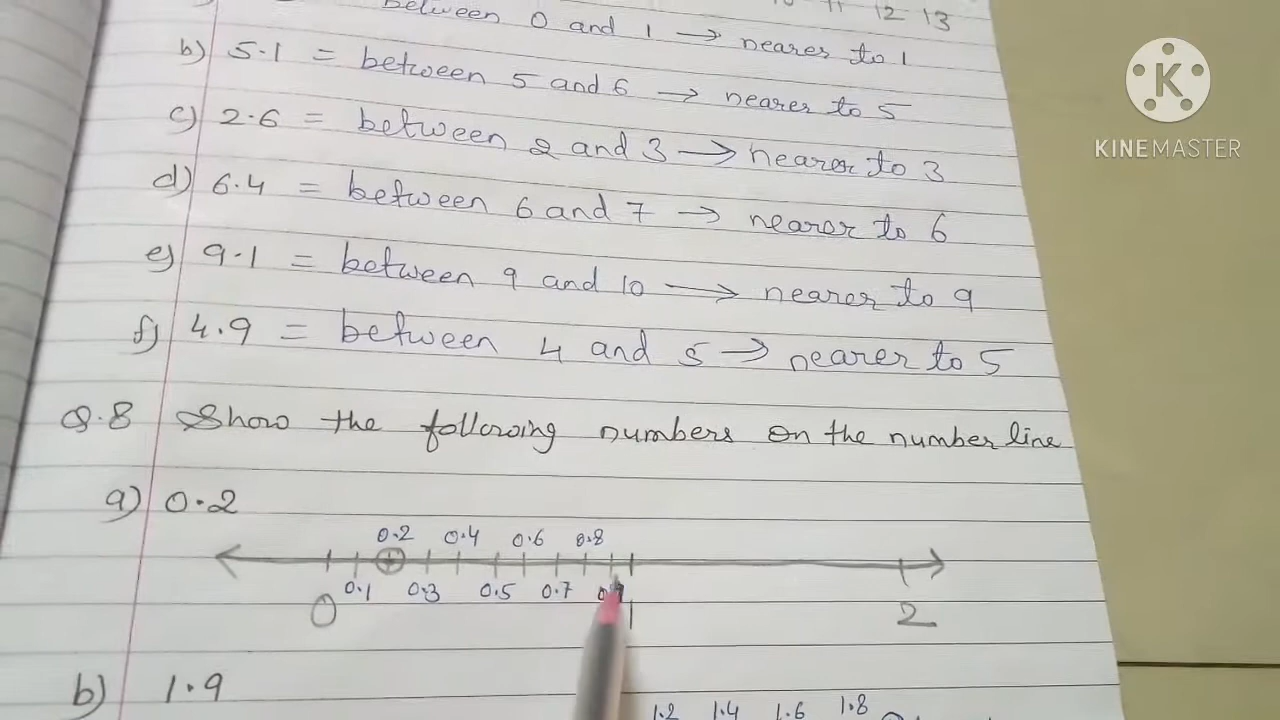 11 12 13
between 0 and 1 → nearer to 1
K
KINEMASTER
b) 5.1 = between 5 and 6 → nearer to 5
c) 2.6 = between 2 and 3 → nearer to 3
d) 6.4 = between 6 and 7 → nearer to 6
e) 9.1 = between 9 and 10 → nearer to 9
f) 4.9 = between 4 and 5 → nearer to 5
Q.8 Show the following numbers on the number line
a) 0.2
0.2 0.4 0.6 0.8
0.1 0.3 0.5 0.7
0 1 2
b) 1.9
1.2 1.4 1.6 1.8